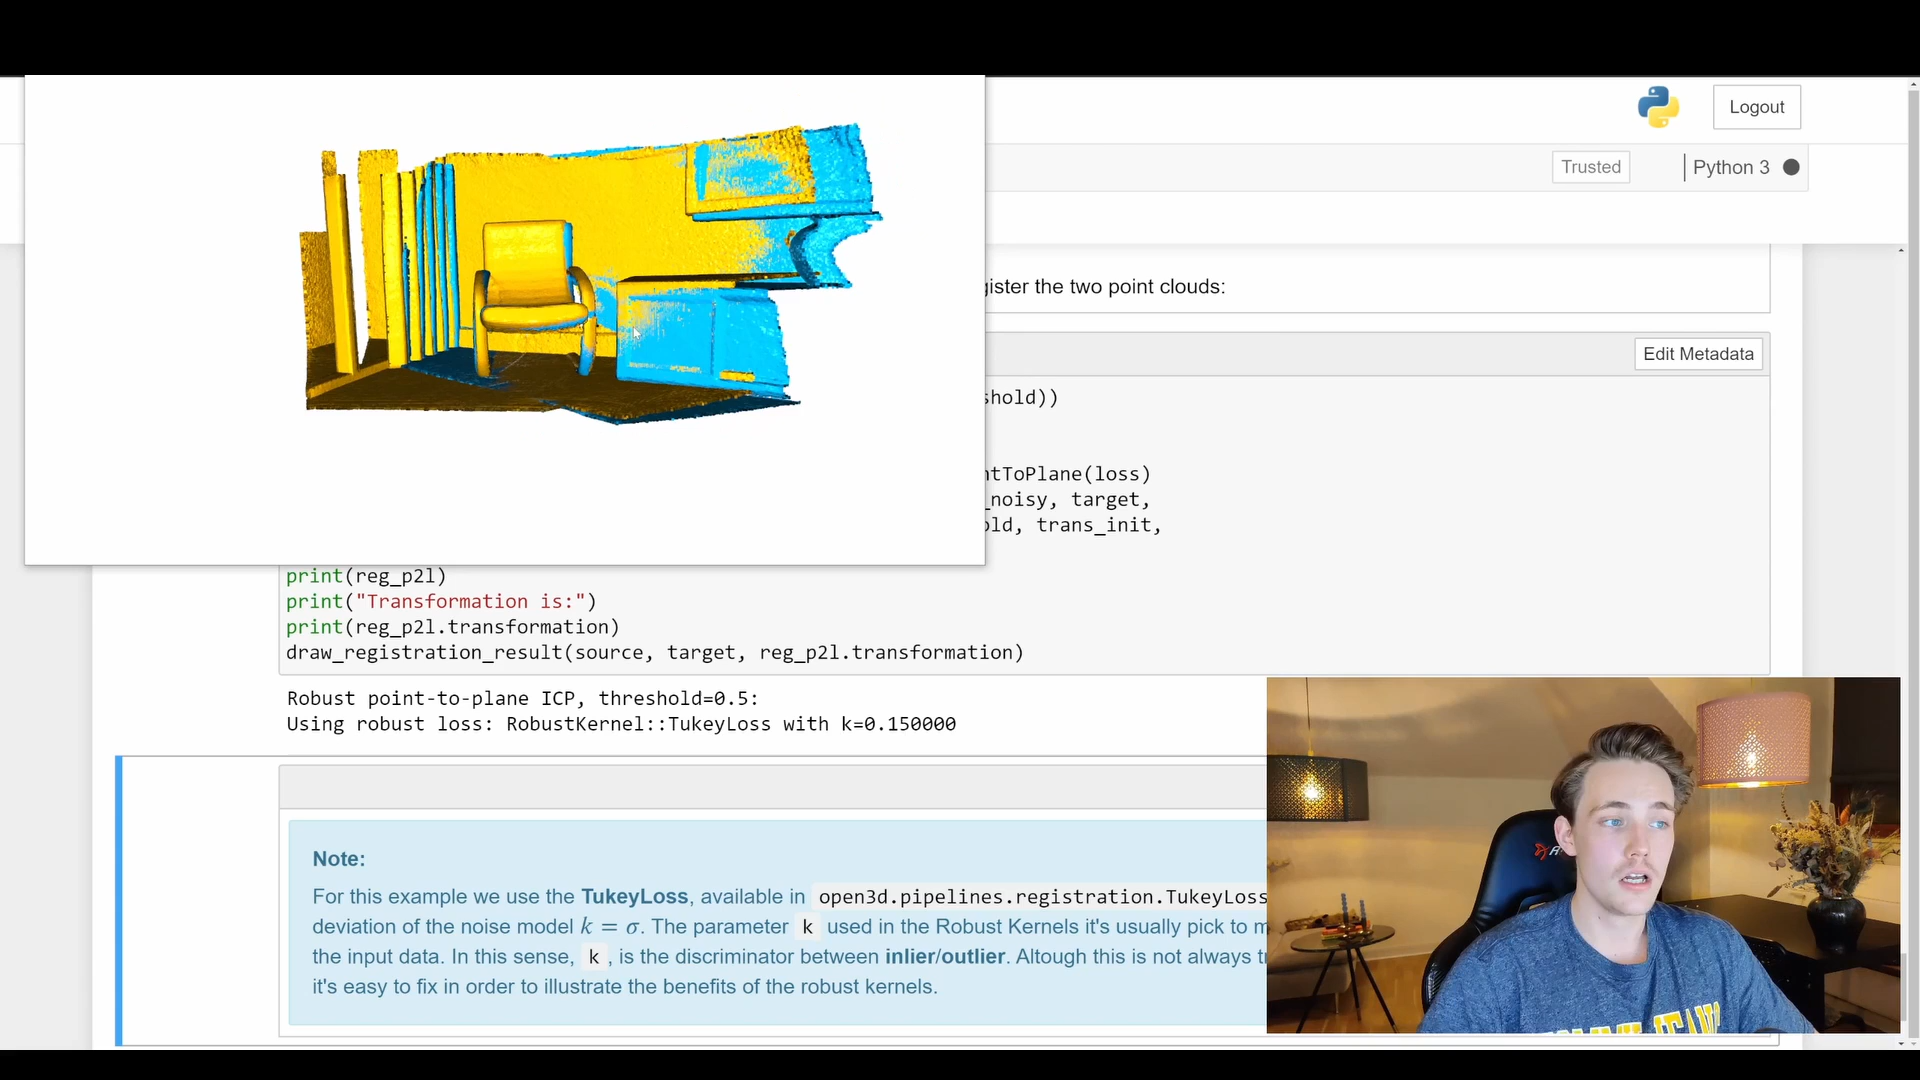 Logout
Trusted
Python 3
gister the two point clouds:
Edit Metadata
shold))
ntToPlane(loss)
_noisy, target,
old, trans_init,
print(reg_p2l)
print("Transformation is:")
print(reg_p2l.transformation)
draw_registration_result(source, target, reg_p2l.transformation)
Robust point-to-plane ICP, threshold=0.5:
Using robust loss: RobustKernel::TukeyLoss with k=0.150000
Note:
For this example we use the TukeyLoss, available in open3d.pipelines.registration.TukeyLoss
deviation of the noise model k = σ. The parameter k used in the Robust Kernels it's usually pick to m
the input data. In this sense, k , is the discriminator between inlier/outlier. Altough this is not always t
it's easy to fix in order to illustrate the benefits of the robust kernels.